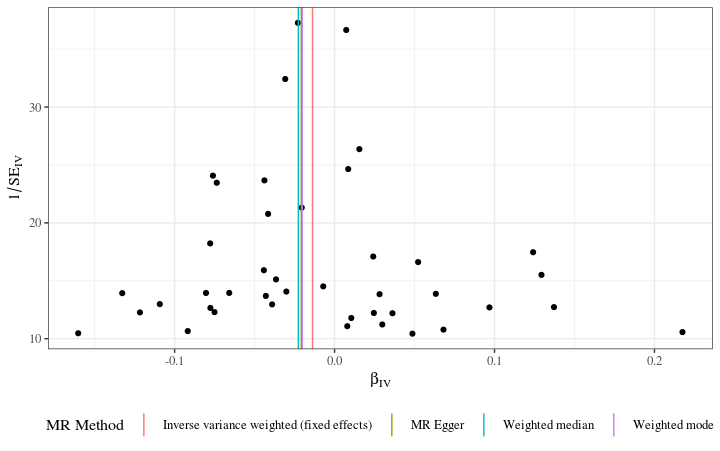 1/SE_IV
30
20
10
-0.1 0.0 0.1 0.2
β_IV
MR Method Inverse variance weighted (fixed effects) MR Egger Weighted median Weighted mode